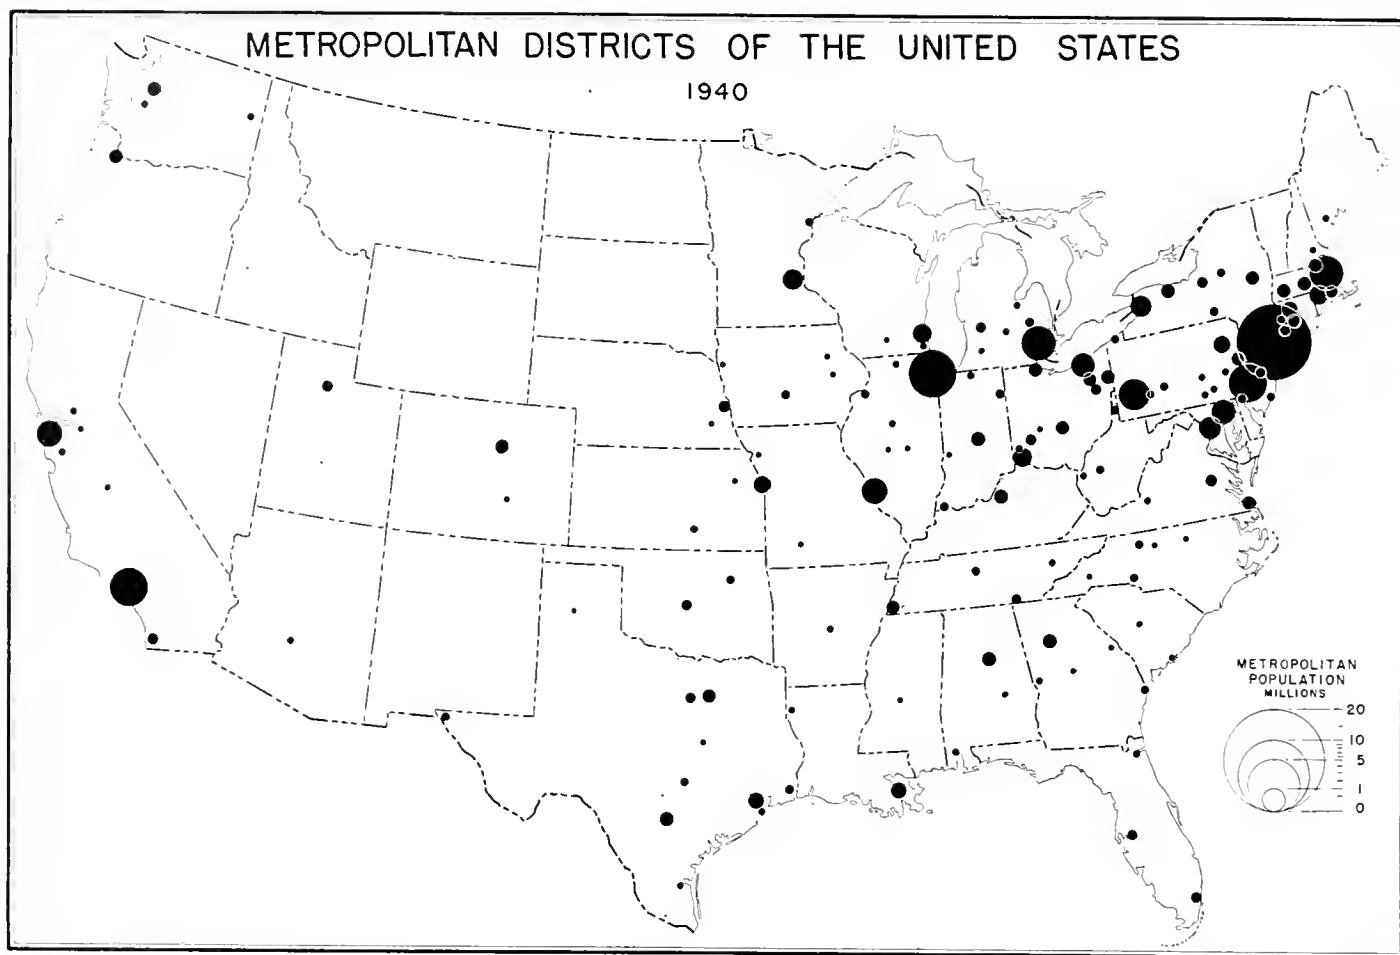 METROPOLITAN DISTRICTS OF THE UNITED STATES
1940
METROPOLITAN
POPULATION
MILLIONS
20
10
5
1
0